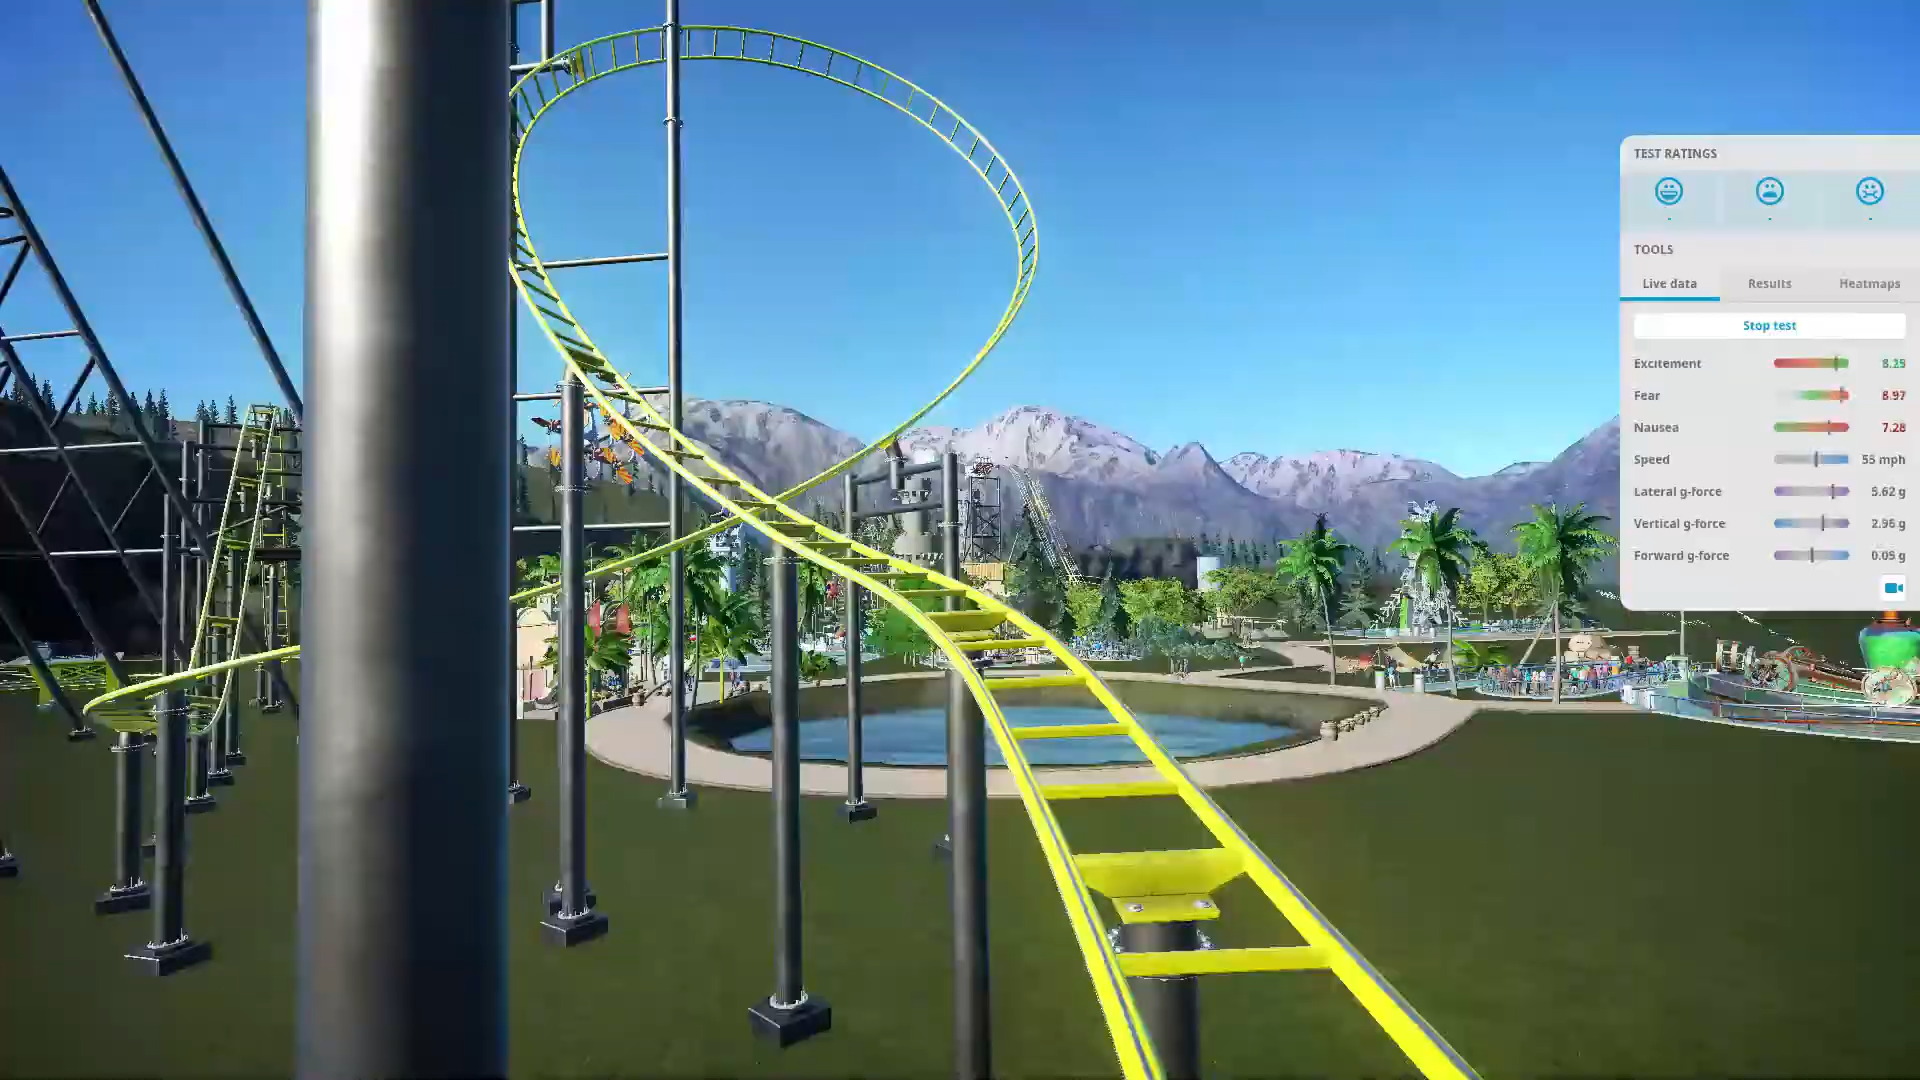 TEST RATINGS
- - -
TOOLS
Live data Results Heatmaps
Stop test
Excitement 8.25
Fear 8.97
Nausea 7.28
Speed 55 mph
Lateral g-force 5.62 g
Vertical g-force 2.96 g
Forward g-force 0.05 g